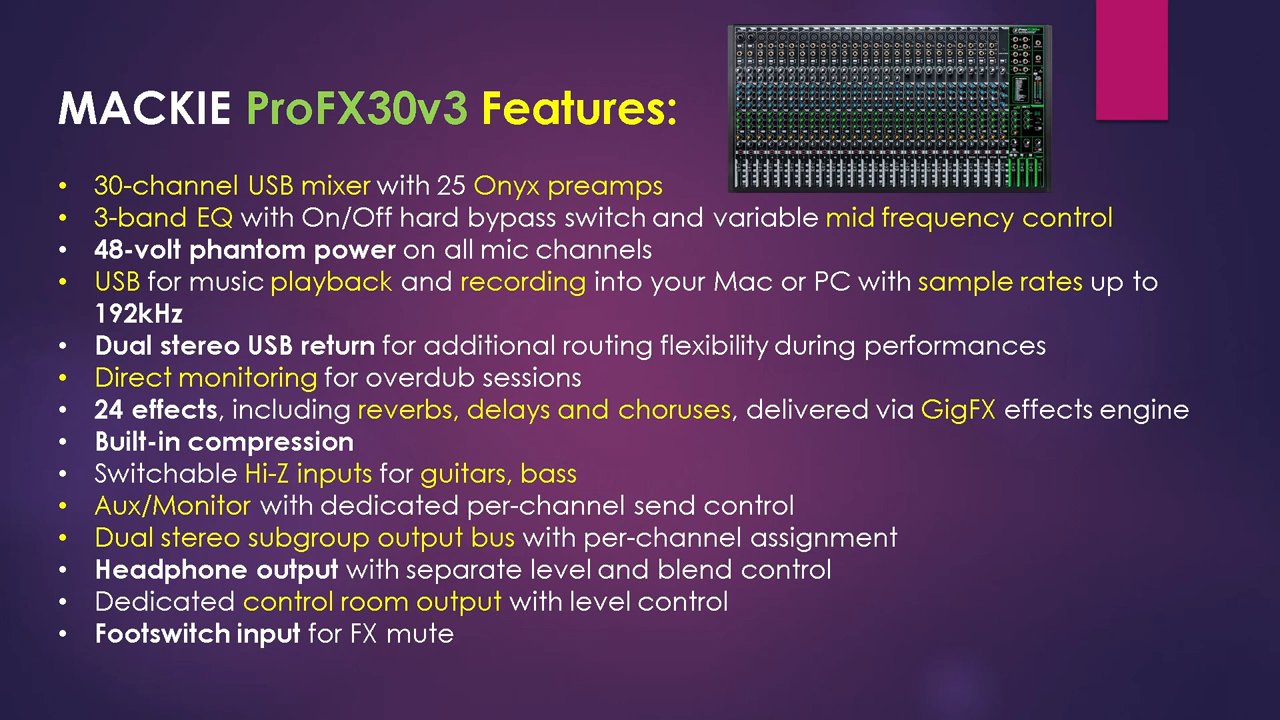 MACKIE ProFX30v3 Features:
• 30-channel USB mixer with 25 Onyx preamps
• 3-band EQ with On/Off hard bypass switch and variable mid frequency control
• 48-volt phantom power on all mic channels
• USB for music playback and recording into your Mac or PC with sample rates up to
192kHz
• Dual stereo USB return for additional routing flexibility during performances
• Direct monitoring for overdub sessions
• 24 effects, including reverbs, delays and choruses, delivered via GigFX effects engine
• Built-in compression
• Switchable Hi-Z inputs for guitars, bass
• Aux/Monitor with dedicated per-channel send control
• Dual stereo subgroup output bus with per-channel assignment
• Headphone output with separate level and blend control
• Dedicated control room output with level control
• Footswitch input for FX mute